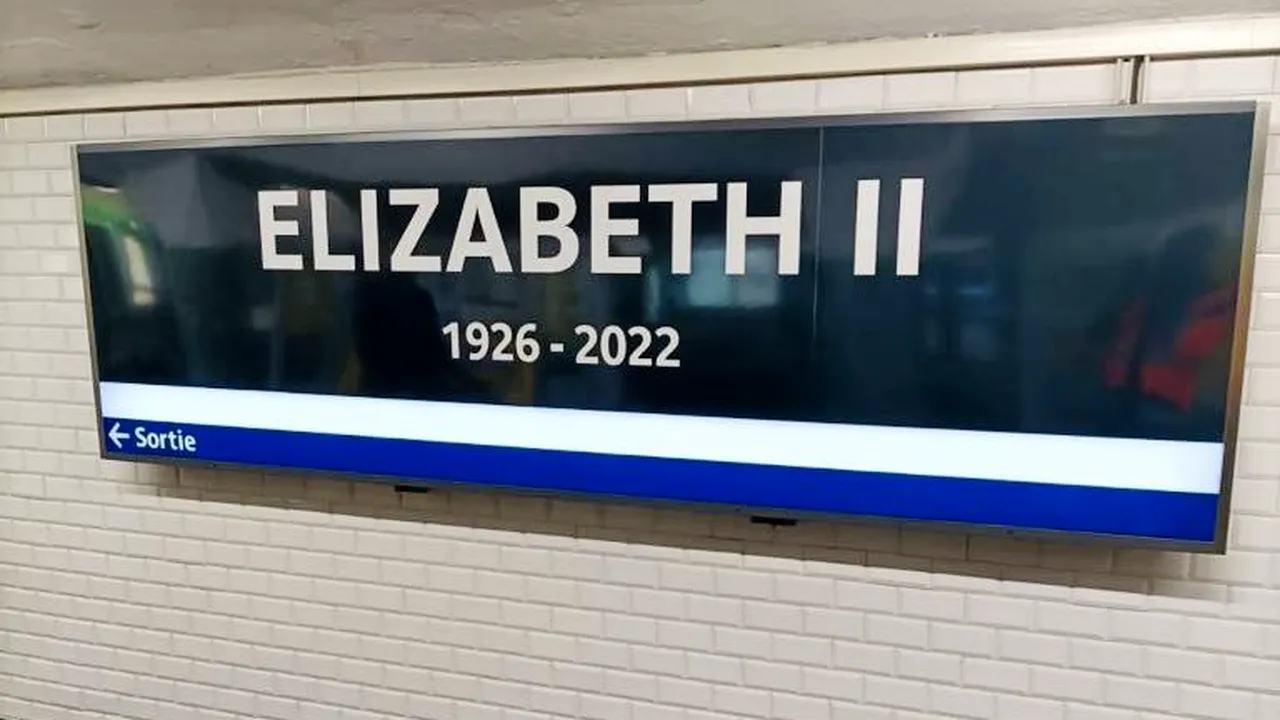 ELIZABETH II
1926 - 2022
← Sortie